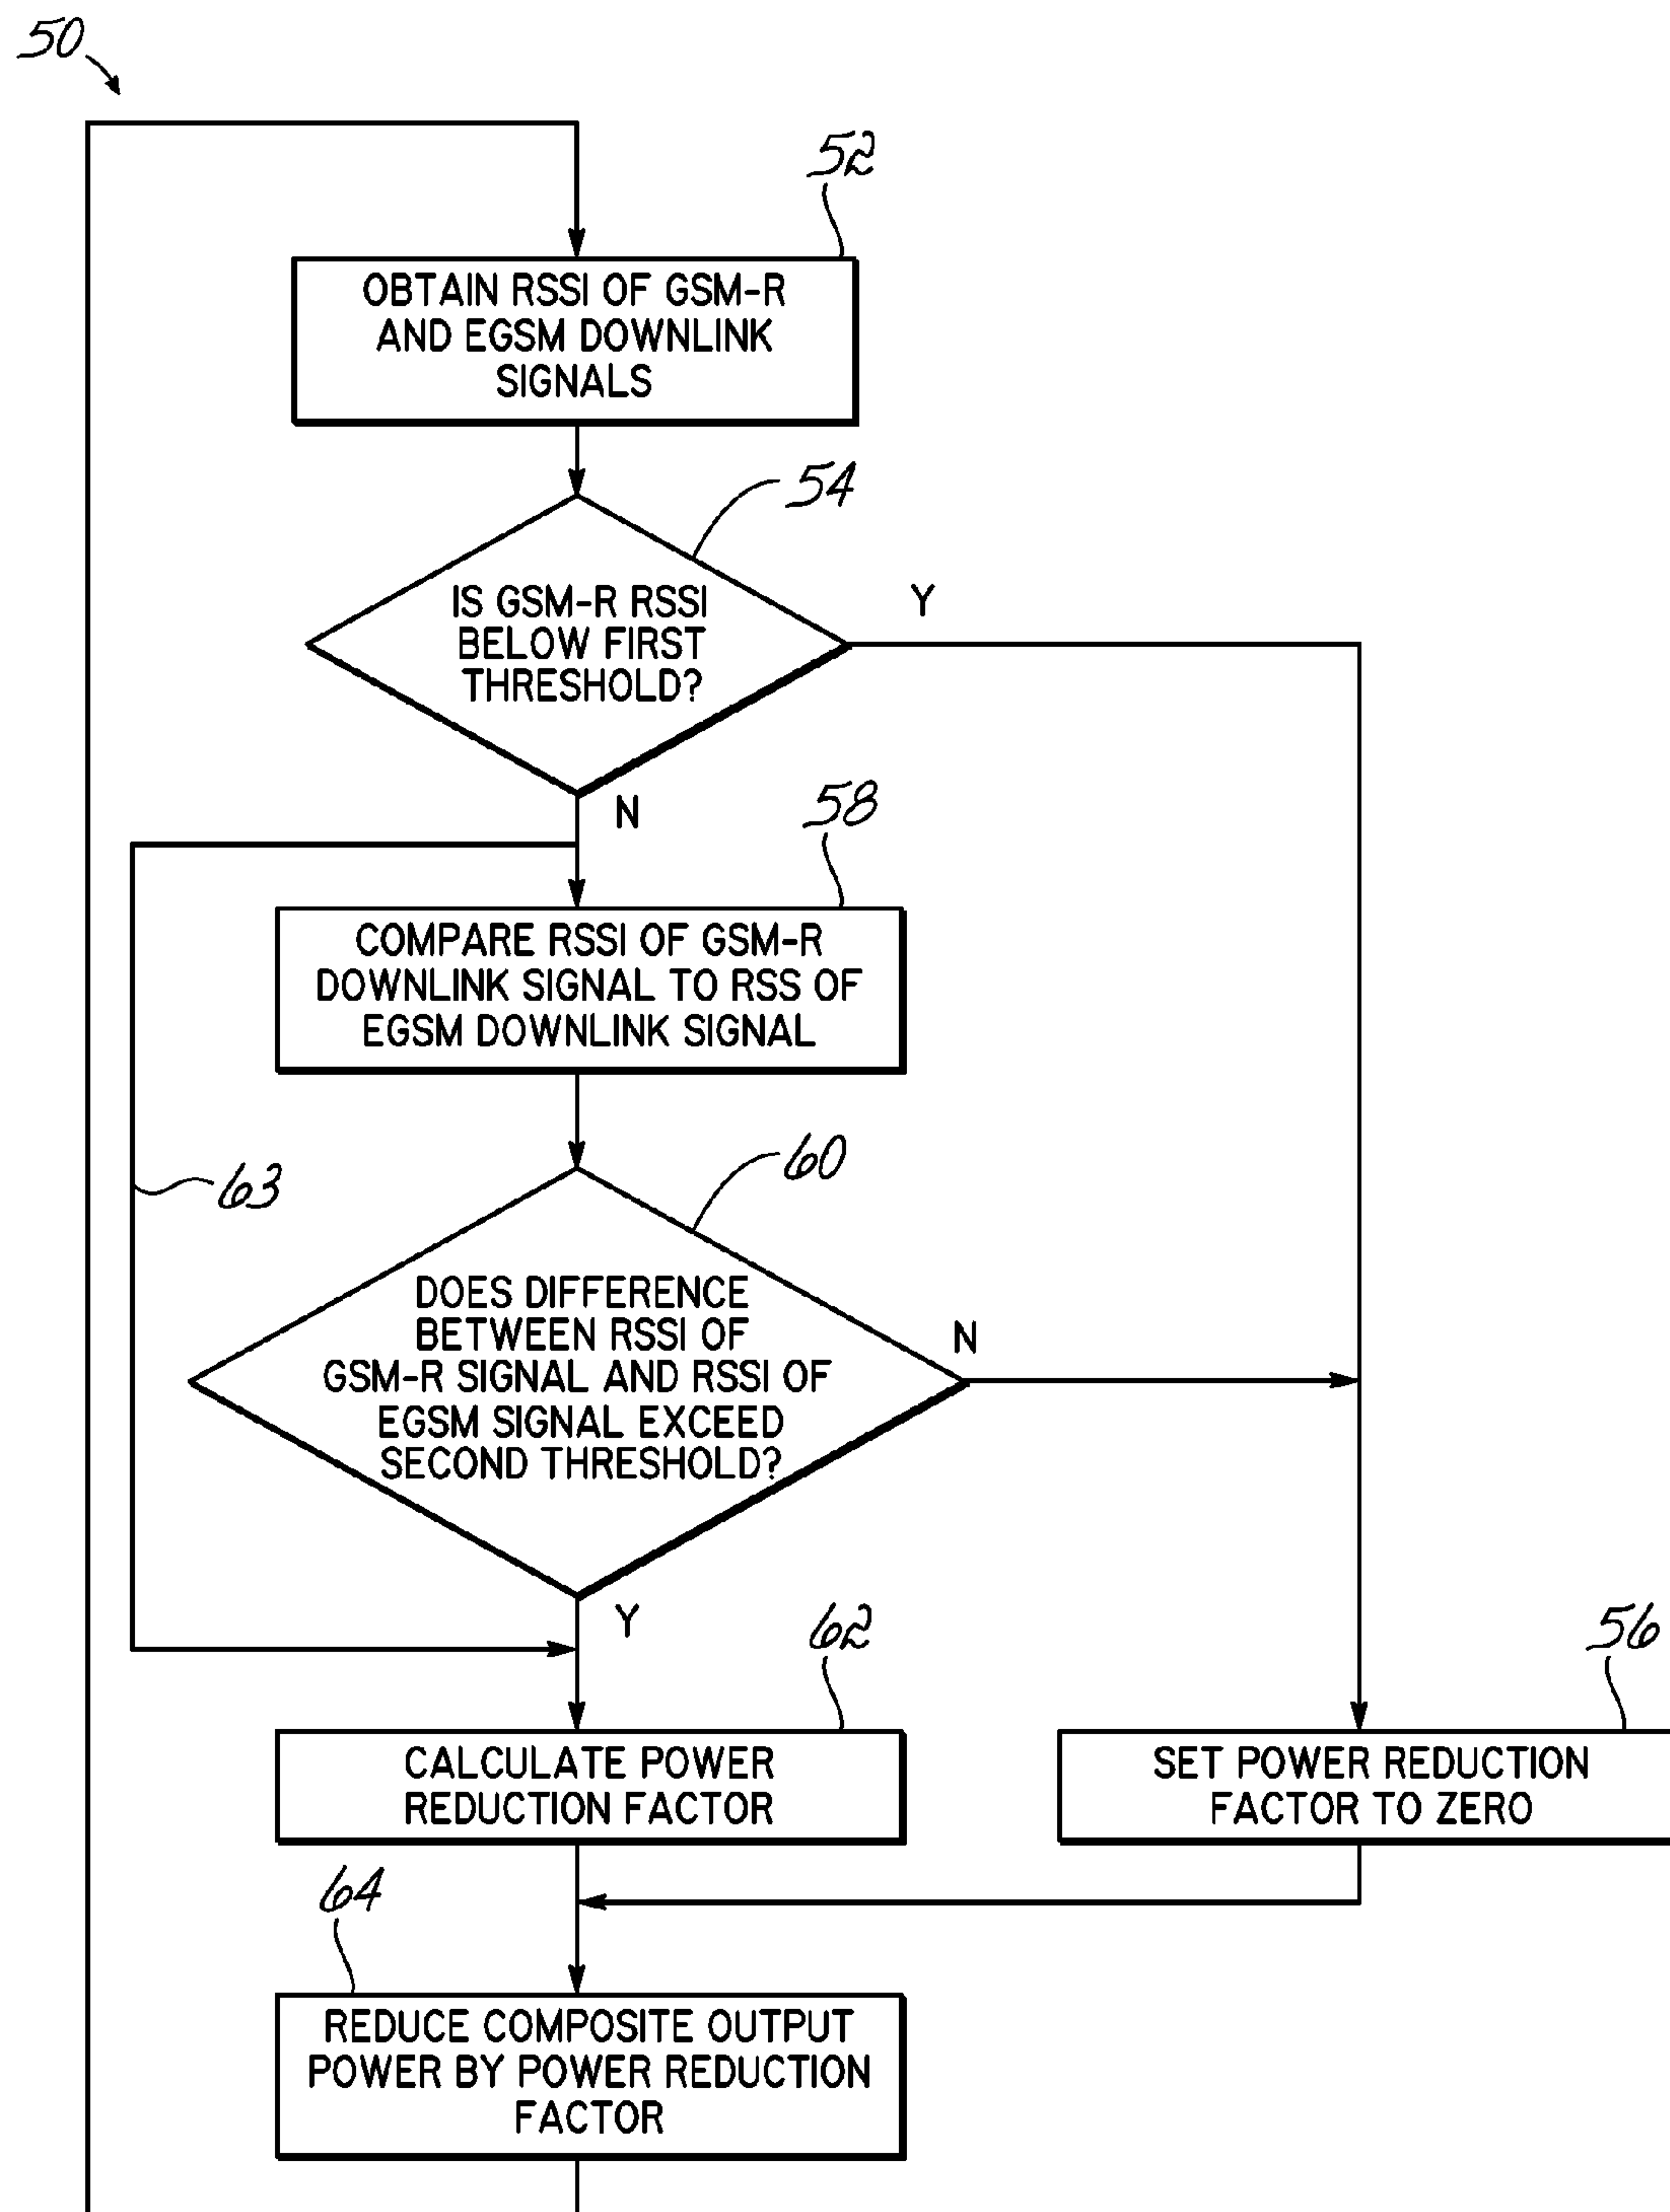 50
52
OBTAIN RSSI OF GSM-R
AND EGSM DOWNLINK
SIGNALS
54
IS GSM-R RSSI
BELOW FIRST
THRESHOLD?
Y
N
58
COMPARE RSSI OF GSM-R
DOWNLINK SIGNAL TO RSS OF
EGSM DOWNLINK SIGNAL
63
60
DOES DIFFERENCE
BETWEEN RSSI OF
GSM-R SIGNAL AND RSSI OF
EGSM SIGNAL EXCEED
SECOND THRESHOLD?
N
Y
62
CALCULATE POWER
REDUCTION FACTOR
56
SET POWER REDUCTION
FACTOR TO ZERO
64
REDUCE COMPOSITE OUTPUT
POWER BY POWER REDUCTION
FACTOR